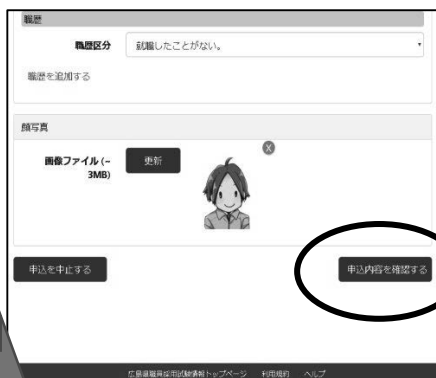 職歴
職歴区分
就職したことがない。
職歴を追加する
顔写真
画像ファイル (~
3MB)
更新
X
申込を中止する
申込内容を確認する
広島県職員採用試験情報トップページ 利用規約 ヘルプ